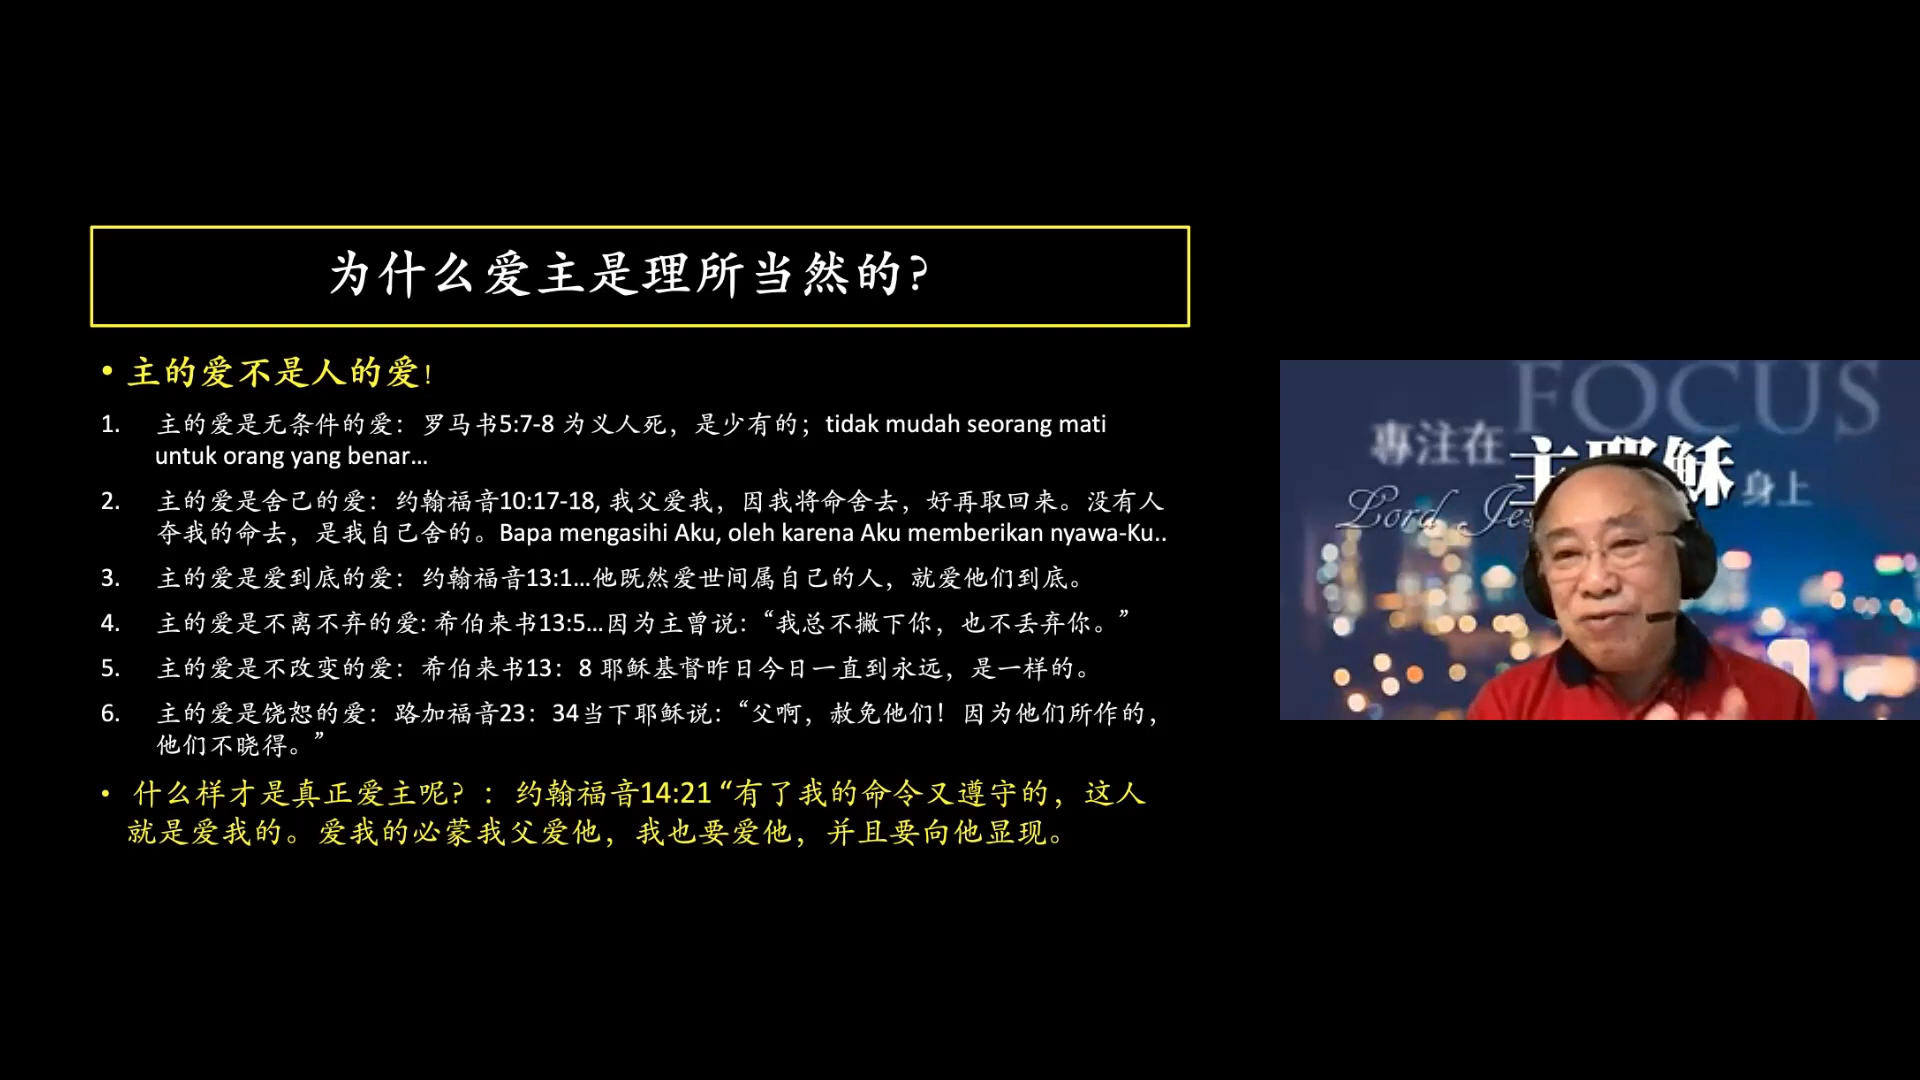 为什么爱主是理所当然的?
• 主的爱不是人的爱!
1. 主的爱是无条件的爱：罗马书5:7-8 为义人死，是少有的；tidak mudah seorang mati
untuk orang yang benar…
2. 主的爱是舍己的爱：约翰福音10:17-18, 我父爱我，因我将命舍去，好再取回来。没有人
夺我的命去，是我自己舍的。Bapa mengasihi Aku, oleh karena Aku memberikan nyawa-Ku..
3. 主的爱是爱到底的爱：约翰福音13:1…他既然爱世间属自己的人，就爱他们到底。
4. 主的爱是不离不弃的爱: 希伯来书13:5…因为主曾说：“我总不撇下你，也不丢弃你。”
5. 主的爱是不改变的爱：希伯来书13：8 耶稣基督昨日今日一直到永远，是一样的。
6. 主的爱是饶恕的爱：路加福音23：34当下耶稣说：“父啊，赦免他们！因为他们所作的，
他们不晓得。”
• 什么样才是真正爱主呢？：约翰福音14:21 “有了我的命令又遵守的，这人
就是爱我的。爱我的必蒙我父爱他，我也要爱他，并且要向他显现。
FOCUS
專注在主耶穌身上
Lord